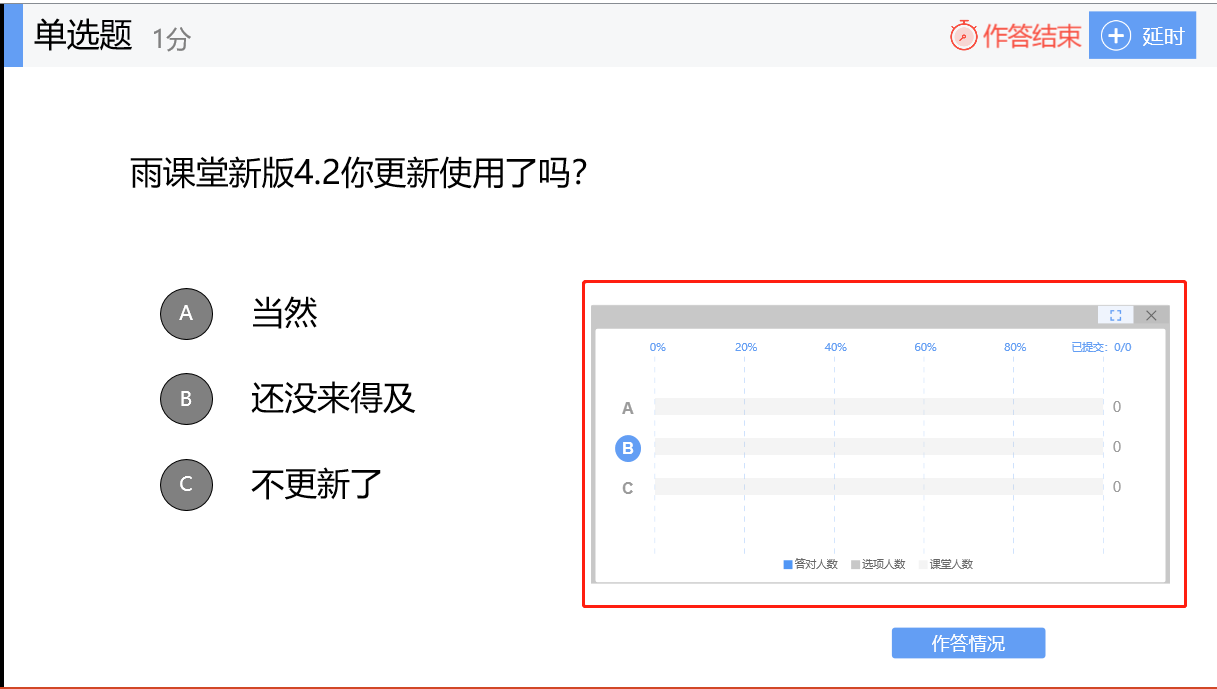 单选题 1分 作答结束 延时
雨课堂新版4.2你更新使用了吗？
A 当然
B 还没来得及
C 不更新了
0% 20% 40% 60% 80% 已提交：0/0
A 0
B 0
C 0
答对人数 选项人数 课堂人数
作答情况